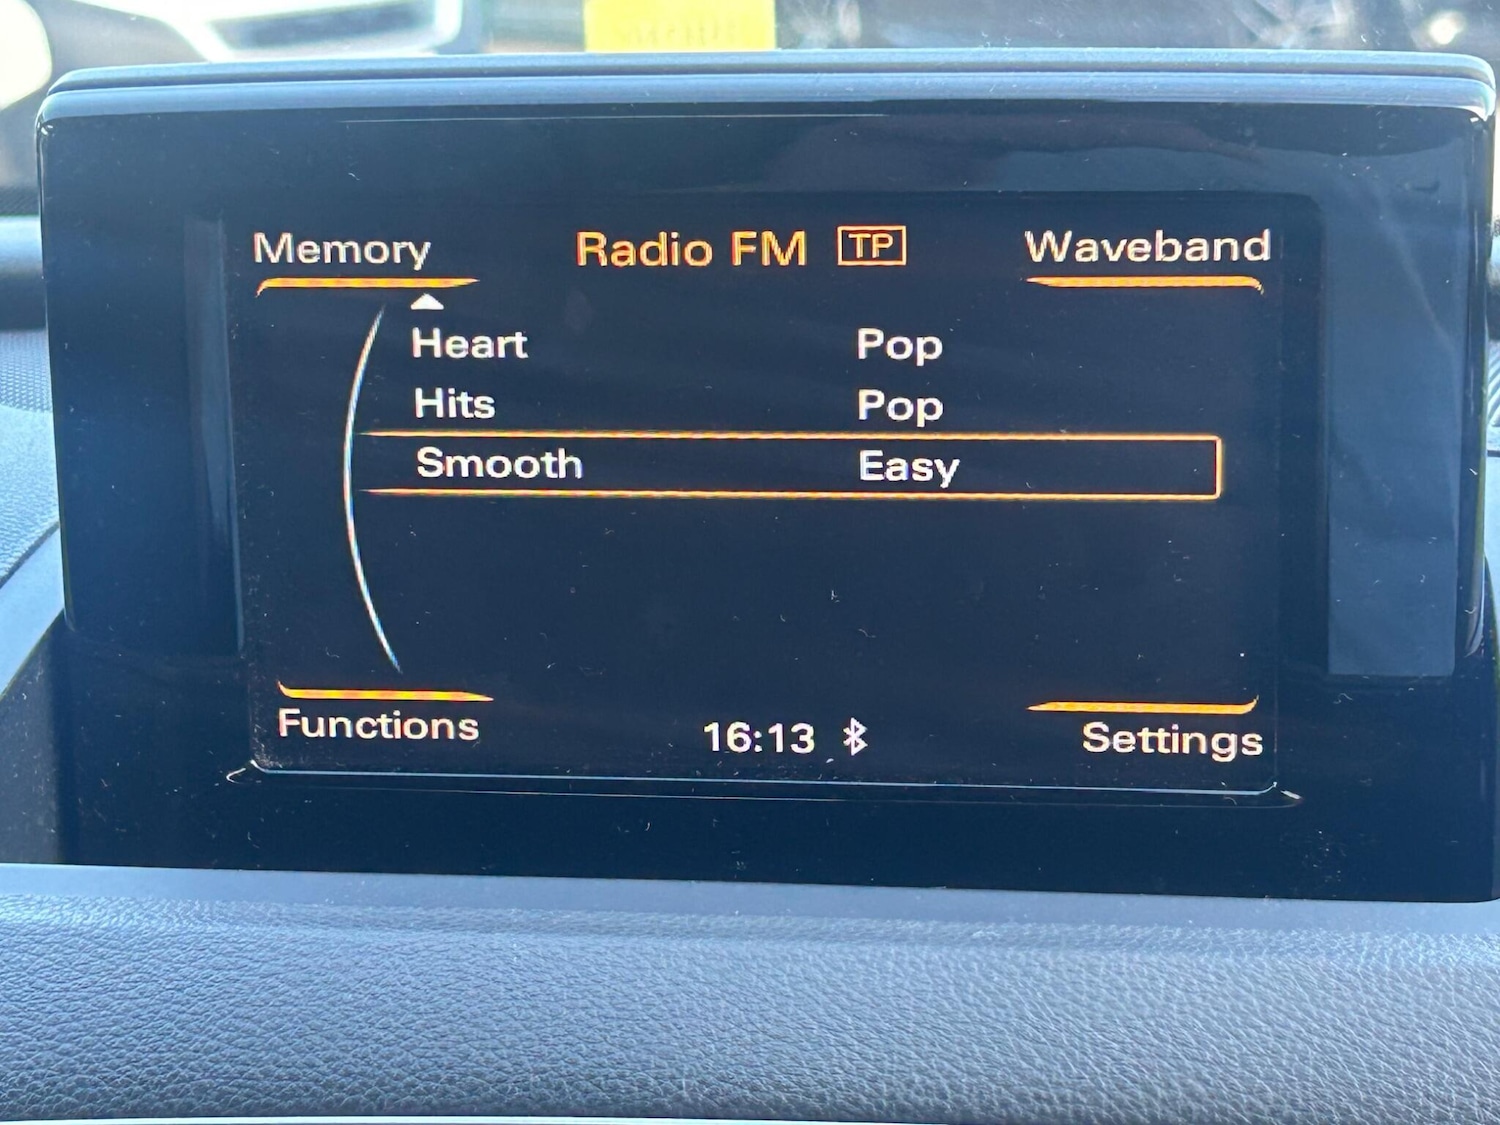 Memory Radio FM TP Waveband
Heart Pop
Hits Pop
Smooth Easy
Functions 16:13 Settings